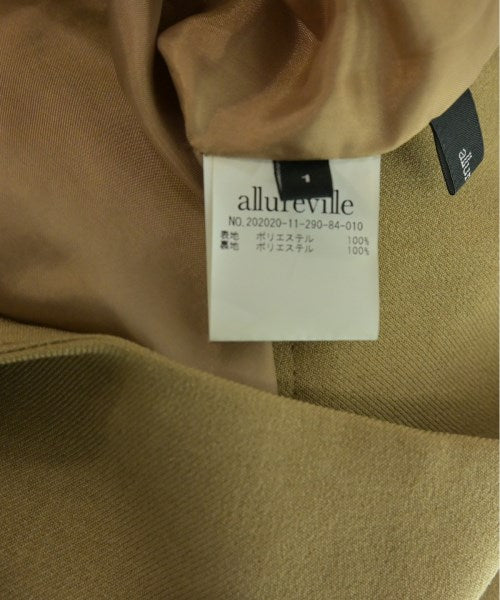 1
allureville
NO.202020-11-290-84-010
表地 ポリエステル 100%
裏地 ポリエステル 100%
allur